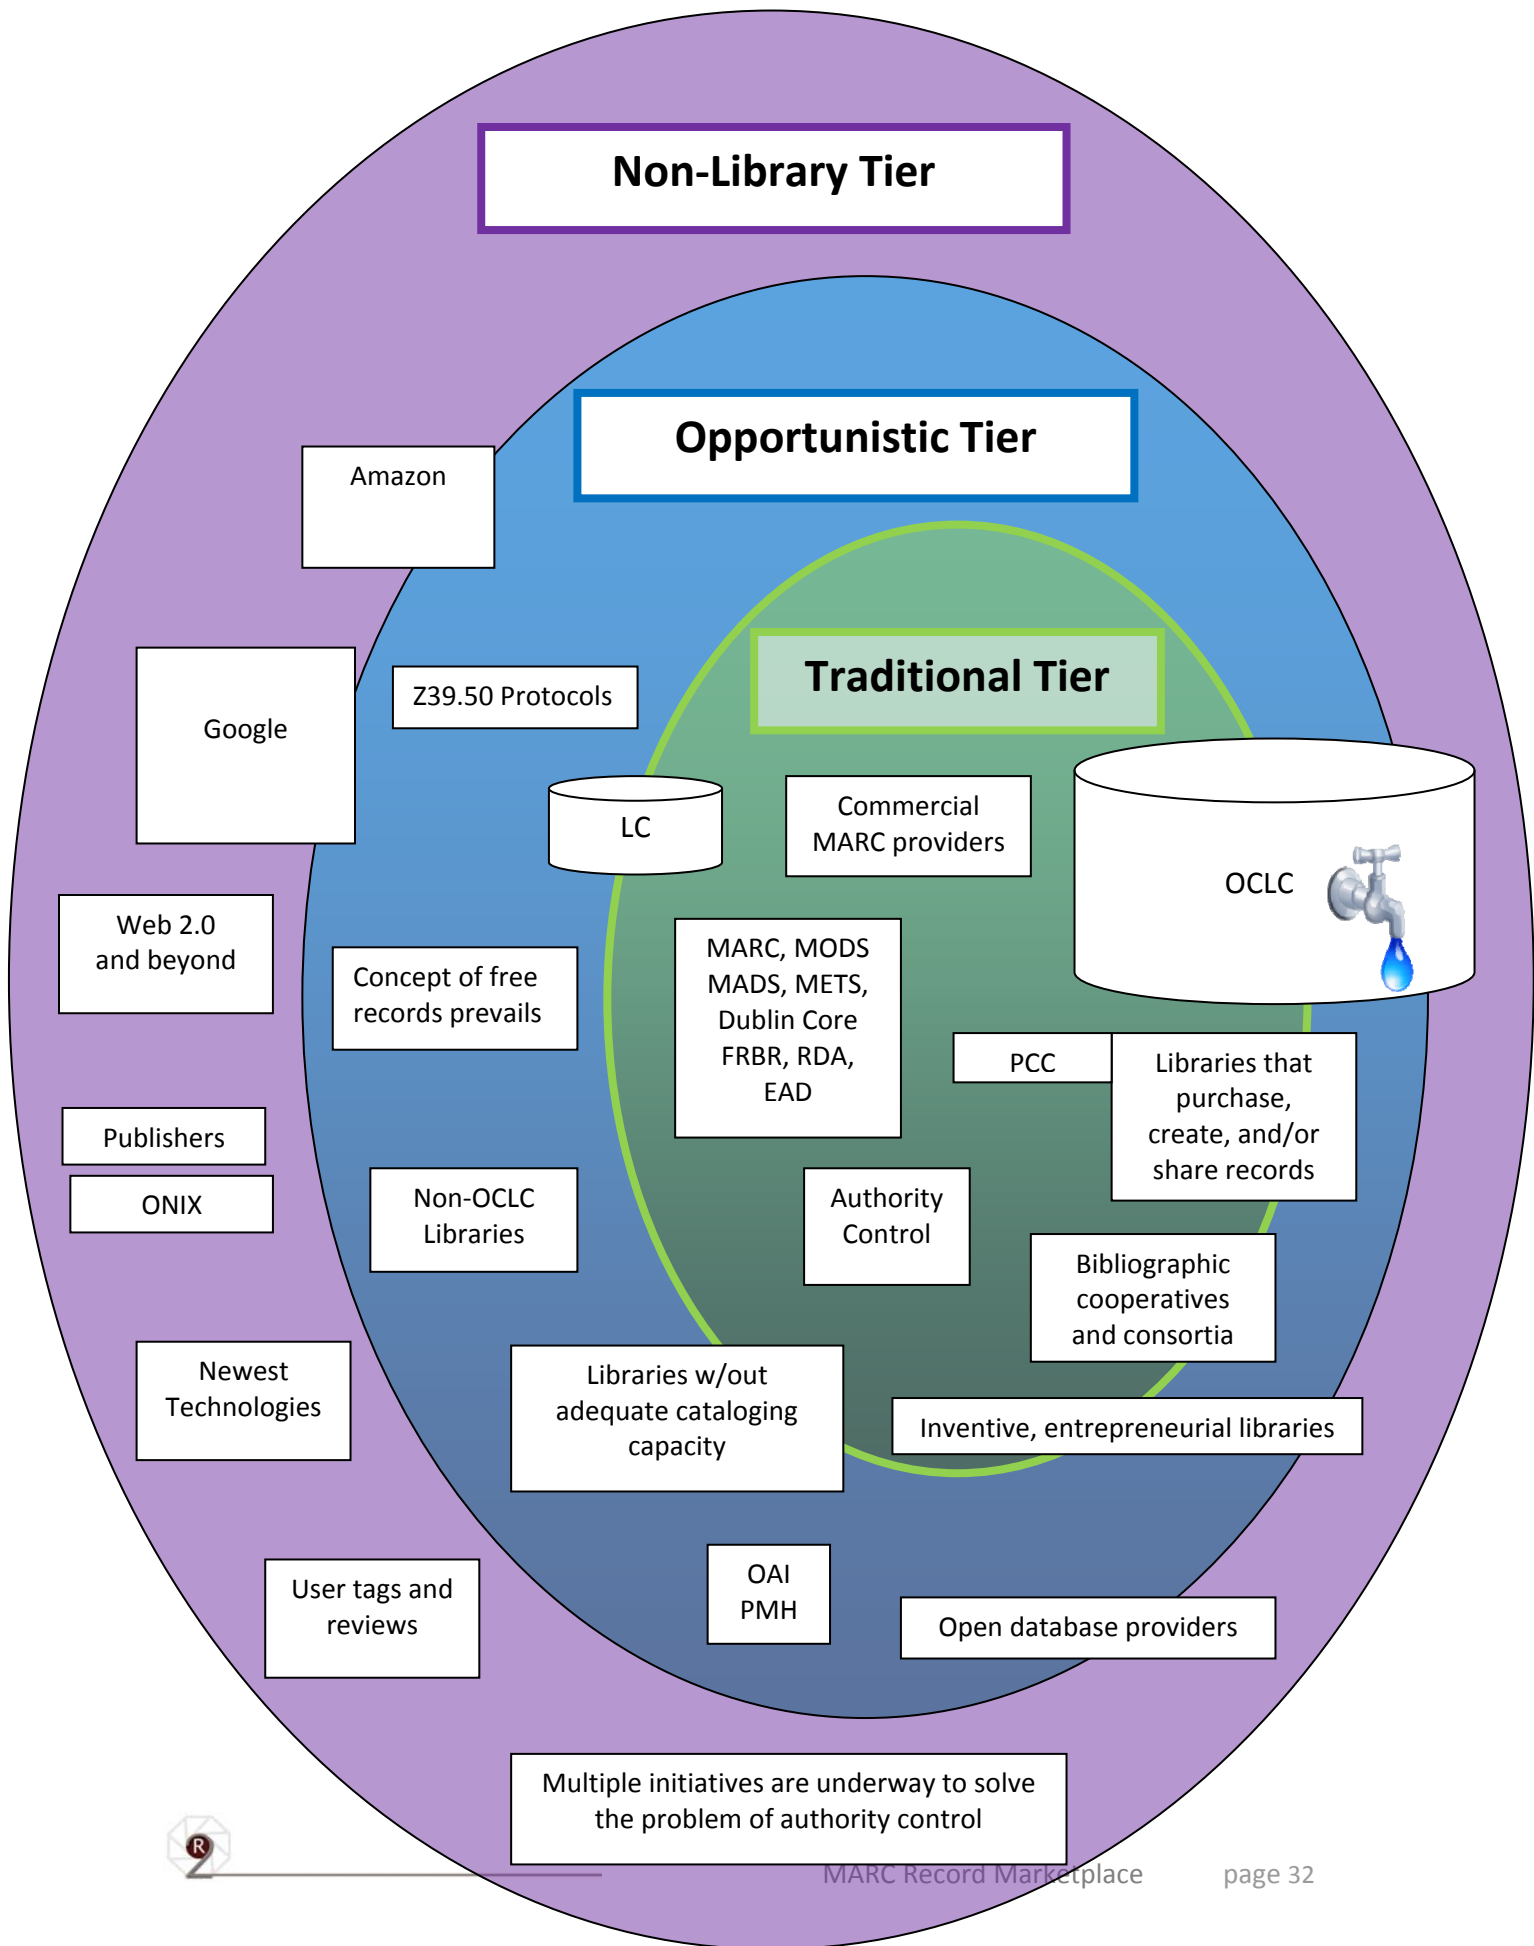 Non-Library Tier
Opportunistic Tier
Amazon
Traditional Tier
Z39.50 Protocols
Google
LC
Commercial
MARC providers
OCLC
Web 2.0
and beyond
Concept of free
records prevails
MARC, MODS
MADS, METS,
Dublin Core
FRBR, RDA,
EAD
PCC
Libraries that
purchase,
create, and/or
share records
Publishers
ONIX
Non-OCLC
Libraries
Authority
Control
Bibliographic
cooperatives
and consortia
Newest
Technologies
Libraries w/out
adequate cataloging
capacity
Inventive, entrepreneurial libraries
User tags and
reviews
OAI
PMH
Open database providers
Multiple initiatives are underway to solve
the problem of authority control
R2
MARC Record Marketplace page 32